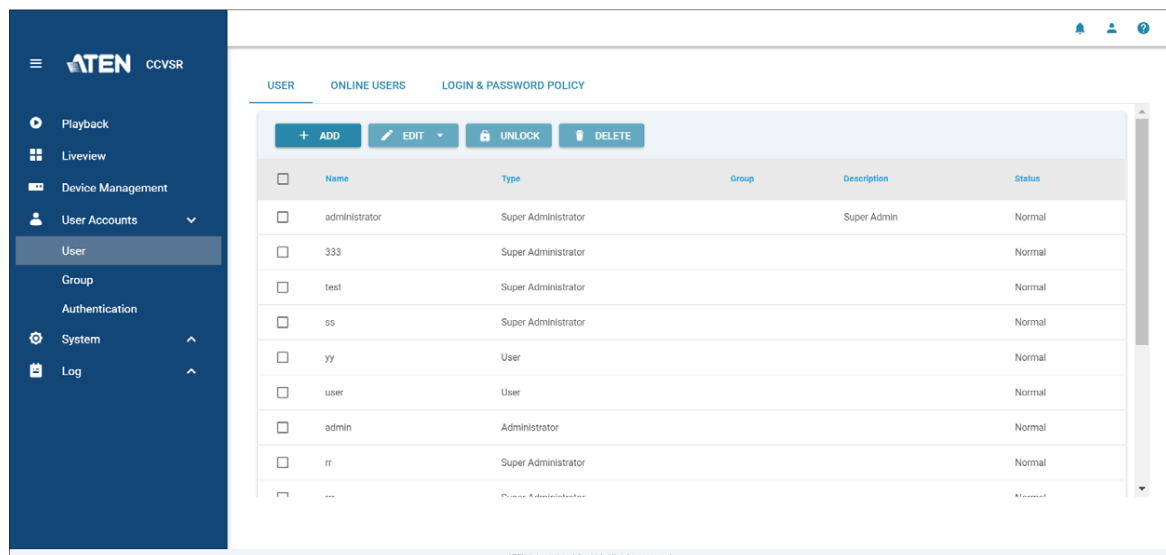 ATEN CCVSR
Playback
Liveview
Device Management
User Accounts
User
Group
Authentication
System
Log
USER ONLINE USERS LOGIN & PASSWORD POLICY
+ ADD EDIT UNLOCK DELETE
Name Type Group Description Status
administrator Super Administrator Super Admin Normal
333 Super Administrator Normal
test Super Administrator Normal
ss Super Administrator Normal
yy User Normal
user User Normal
admin Administrator Normal
rr Super Administrator Normal
Super Administrator Normal